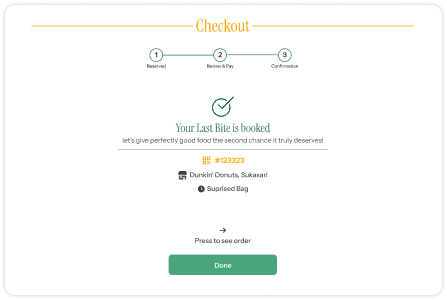 Checkout
1 2 3
Reserved Review & Pay Confirmation
Your Last Bite is booked
let's give perfectly good food the second chance it truly deserves!
#123323
Dunkin' Donuts, Sukasari
Suprised Bag
Press to see order
Done